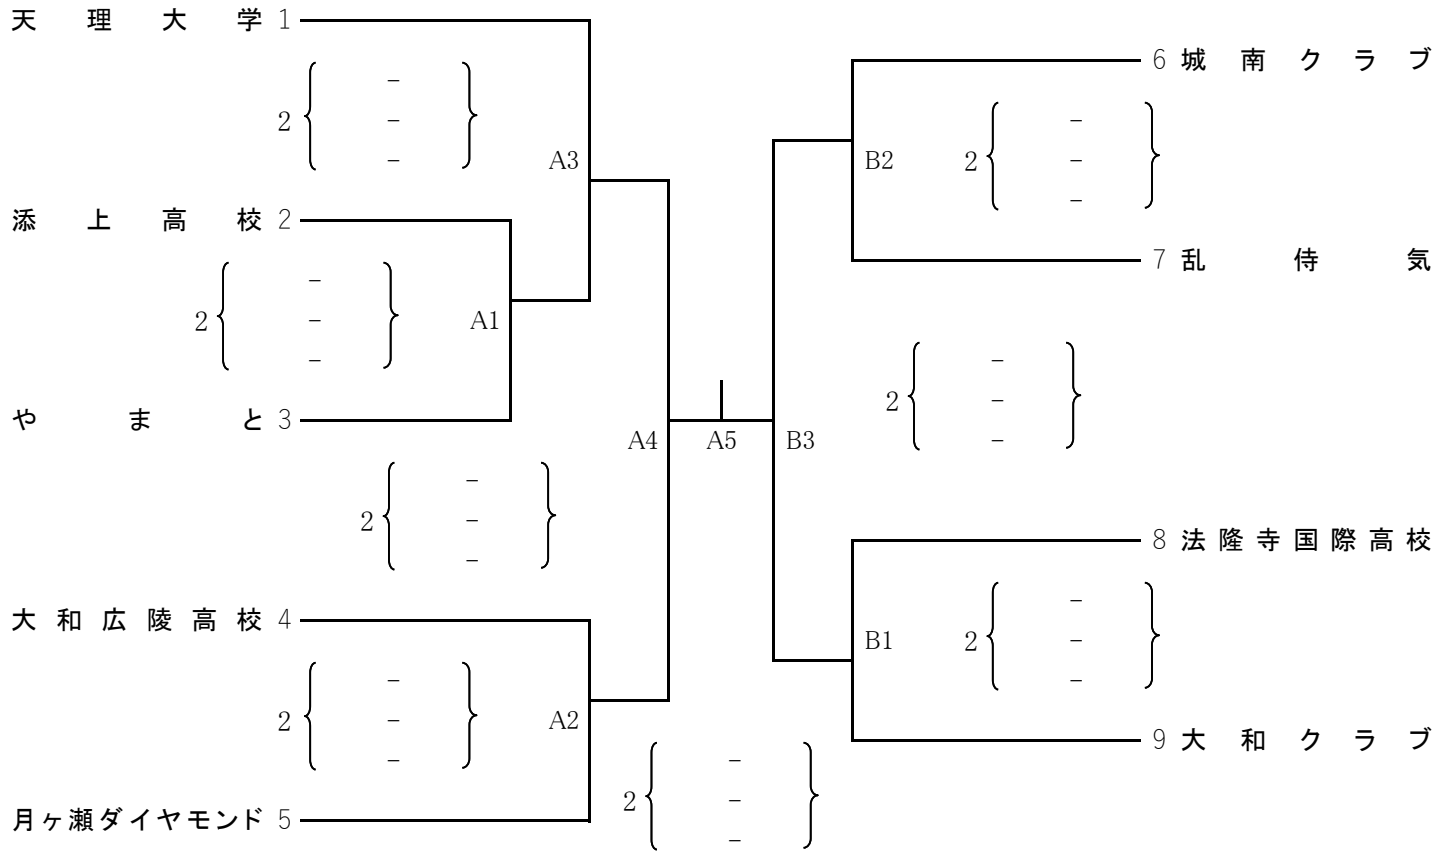 天理大学 1
2 { - - - }
A3
添上高校 2
2 { - - - }
A1
やまと 3
A4
2 { - - - }
大和広陵高校 4
2 { - - - }
A2
月ヶ瀬ダイヤモンド 5
A5
2 { - - - }
6 城南クラブ
B2
2 { - - - }
7 乱侍気
B3
2 { - - - }
8 法隆寺国際高校
B1
2 { - - - }
9 大和クラブ